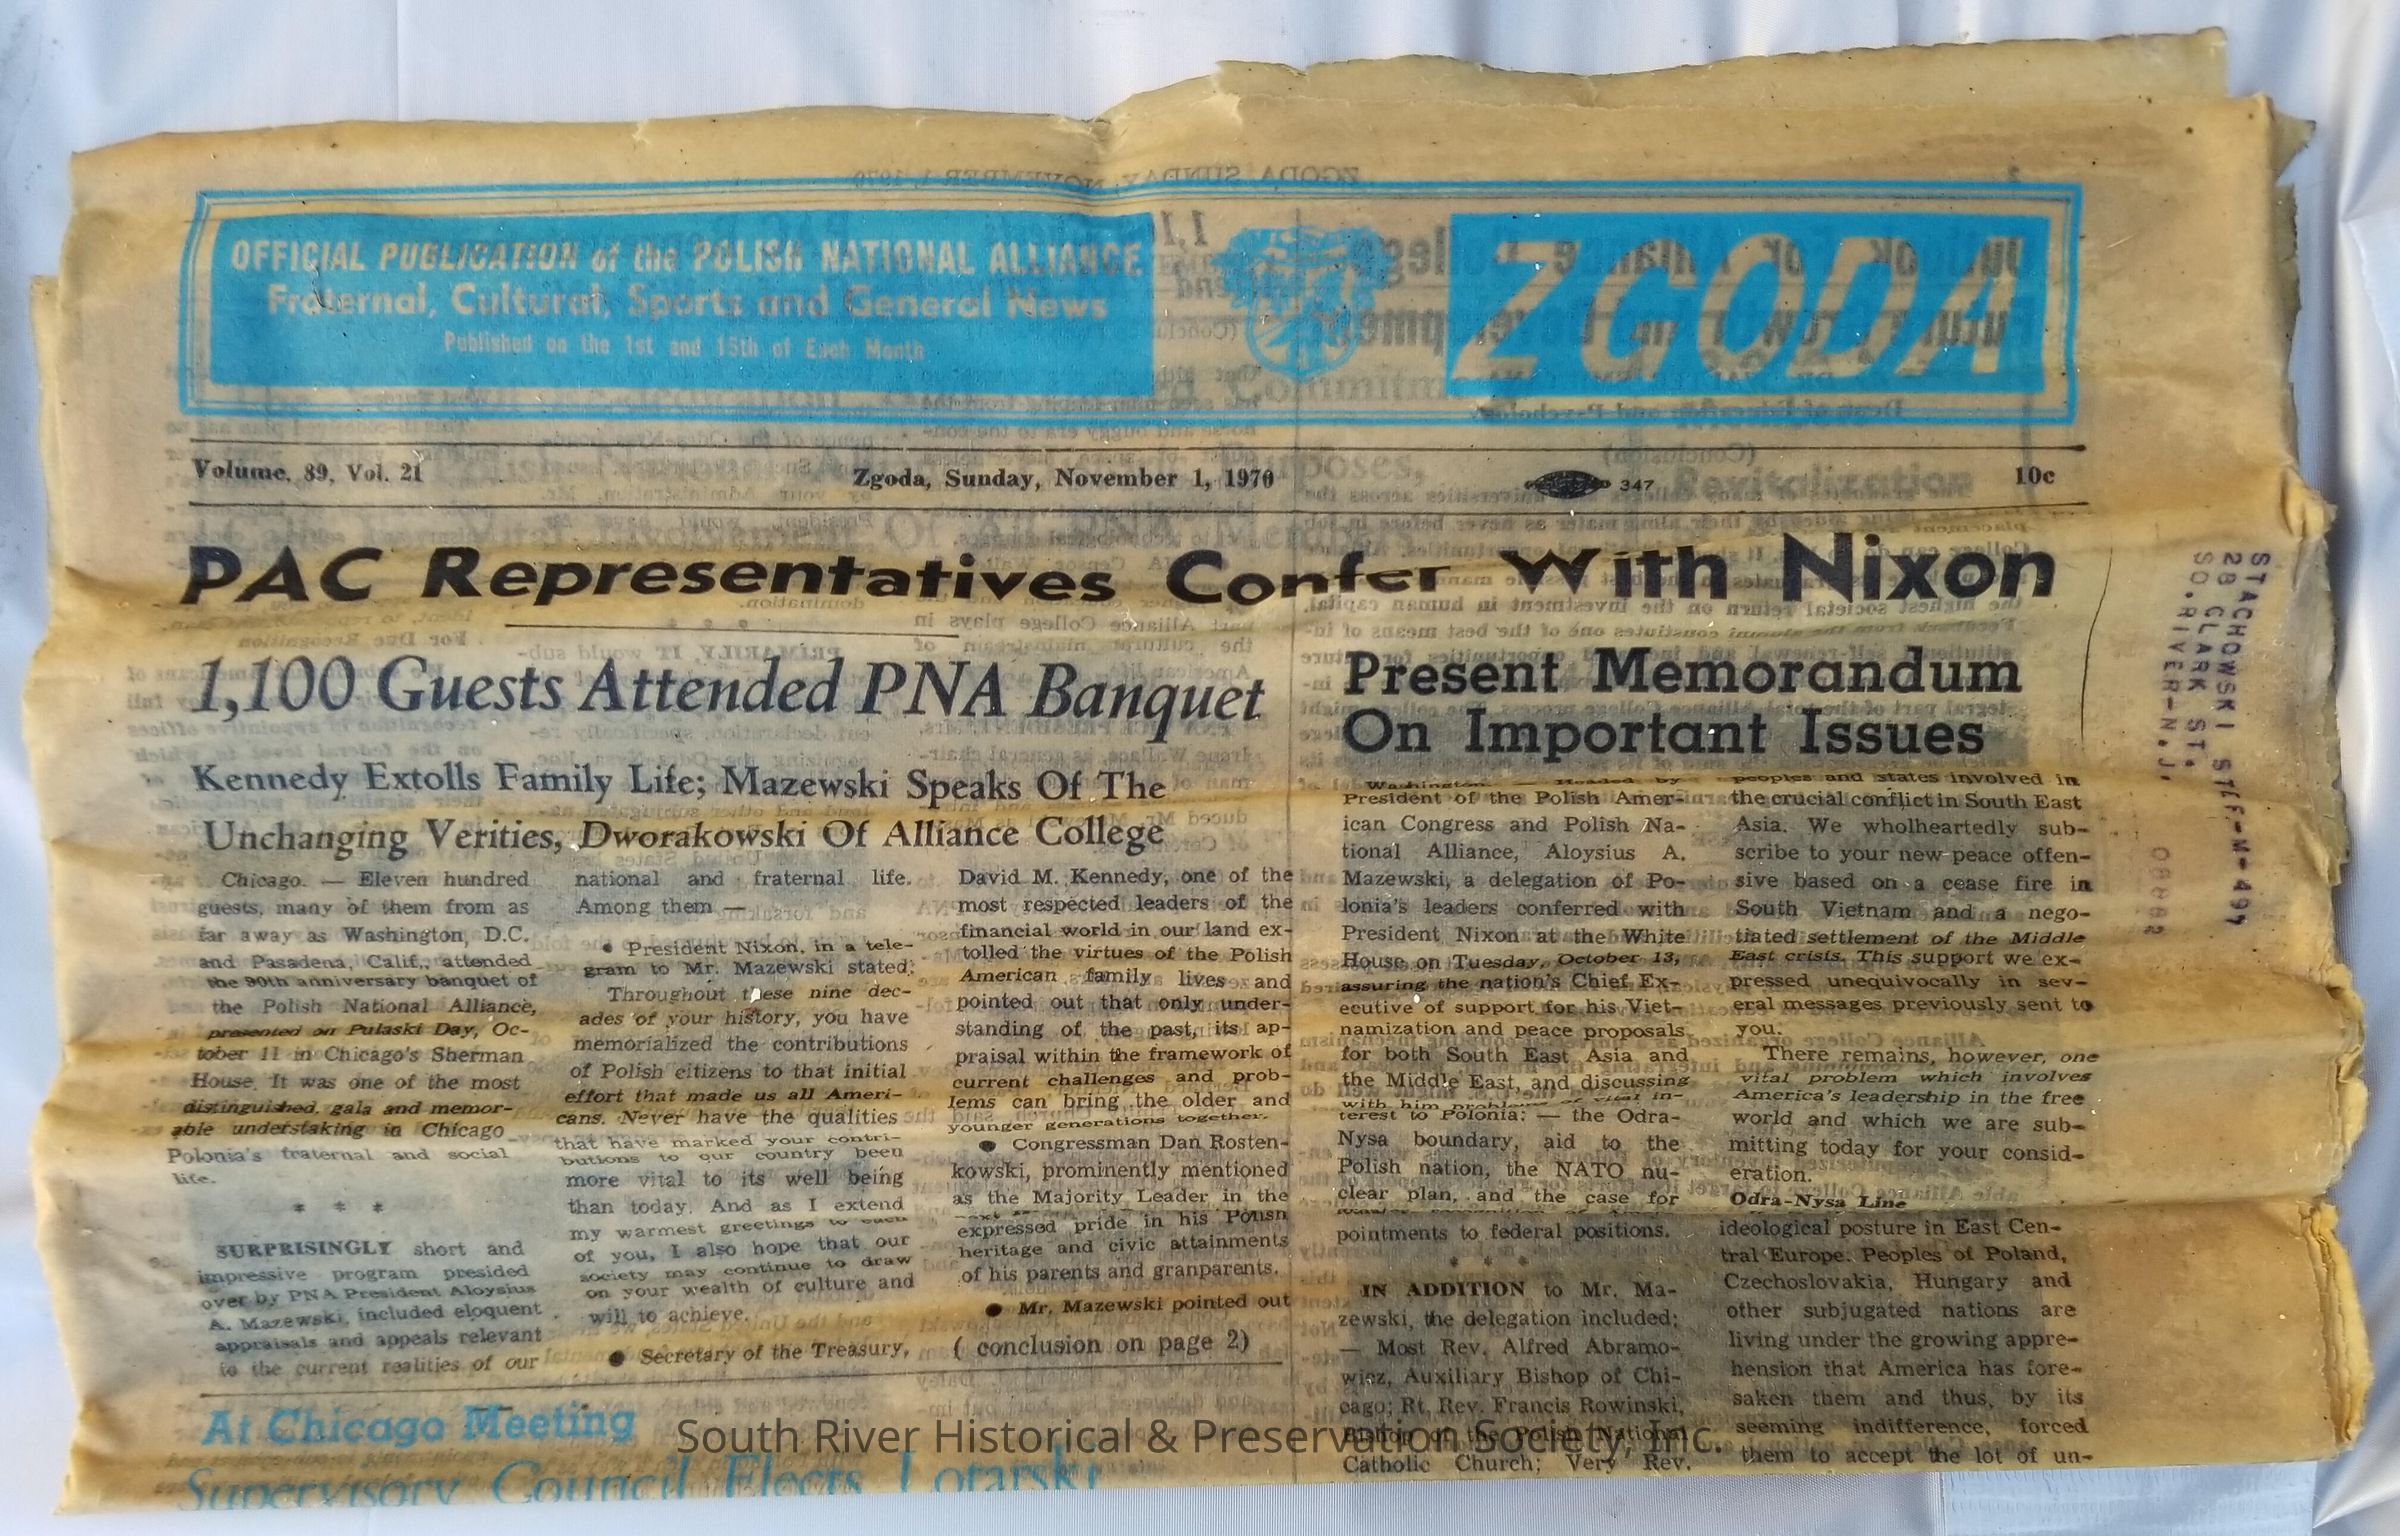 OFFICIAL PUBLICATION of the POLISH NATIONAL ALLIANCE
Fraternal, Cultural, Sports and General News
Published on the 1st and 15th of Each Month
ZGODA
Volume. 89, Vol. 21
Zgoda, Sunday, November 1, 1970
347
10c
PAC Representatives Confer With Nixon
1,100 Guests Attended PNA Banquet
Kennedy Extolls Family Life; Mazewski Speaks Of The
Unchanging Verities, Dworakowski Of Alliance College
Chicago. — Eleven hundred
guests, many of them from as
far away as Washington, D.C.
and Pasadena, Calif., attended
the 90th anniversary banquet of
the Polish National Alliance,
presented on Pulaski Day, Oc-
tober 11 in Chicago's Sherman
House. It was one of the most
distinguished, gala and memor-
able understaking in Chicago
Polonia's fraternal and social
life.
* * *
SURPRISINGLY short and
impressive program presided
over by PNA President Aloysius
A. Mazewski, included eloquent
appraisals and appeals relevant
to the current realities of our
national and fraternal life.
Among them —
● President Nixon, in a tele-
gram to Mr. Mazewski stated;
Throughout these nine dec-
ades of your history, you have
memorialized the contributions
of Polish citizens to that initial
effort that made us all Ameri-
cans. Never have the qualities
that have marked your contri-
butions to our country been
more vital to its well being
than today. And as I extend
my warmest greetings to each
of you, I also hope that our
society may continue to draw
on your wealth of culture and
will to achieve.
● Secretary of the Treasury,
David M. Kennedy, one of the
most respected leaders of the
financial world in our land ex-
tolled the virtues of the Polish
American family lives and
pointed out that only under-
standing of the past, its ap-
praisal within the framework of
current challenges and prob-
lems can bring the older and
younger generations together.
● Congressman Dan Rosten-
kowski, prominently mentioned
as the Majority Leader in the
expressed pride in his Polish
heritage and civic attainments
of his parents and granparents.
● Mr. Mazewski pointed out
( conclusion on page 2)
Present Memorandum
On Important Issues
Washington. — Headed by
President of the Polish Amer-
ican Congress and Polish Na-
tional Alliance, Aloysius A.
Mazewski, a delegation of Po-
lonia's leaders conferred with
President Nixon at the White
House on Tuesday, October 13,
assuring the nation's Chief Ex-
ecutive of support for his Viet-
namization and peace proposals
for both South East Asia and
the Middle East, and discussing
with him problems of vital in-
terest to Polonia: — the Odra-
Nysa boundary, aid to the
Polish nation, the NATO nu-
clear plan, and the case for
pointments to federal positions.
* * *
IN ADDITION to Mr. Ma-
zewski, the delegation included;
— Most Rev. Alfred Abramo-
wicz, Auxiliary Bishop of Chi-
cago; Rt. Rev. Francis Rowinski,
Bishop of the Polish National
Catholic Church; Very Rev.
peoples and states involved in
the crucial conflict in South East
Asia. We wholheartedly sub-
scribe to your new peace offen-
sive based on a cease fire in
South Vietnam and a nego-
tiated settlement of the Middle
East crisis. This support we ex-
pressed unequivocally in sev-
eral messages previously sent to
you.
There remains, however, one
vital problem which involves
America's leadership in the free
world and which we are sub-
mitting today for your consid-
eration.
Odra-Nysa Line
ideological posture in East Cen-
tral Europe. Peoples of Poland,
Czechoslovakia, Hungary and
other subjugated nations are
living under the growing appre-
hension that America has fore-
saken them and thus, by its
seeming indifference, forced
them to accept the lot of un-
STACHOWSKI STEF-M-494
28 CLARK ST.
SO.RIVER-N.J.
At Chicago Meeting
Supervisory Council Elects Lotarski
South River Historical & Preservation Society, Inc.